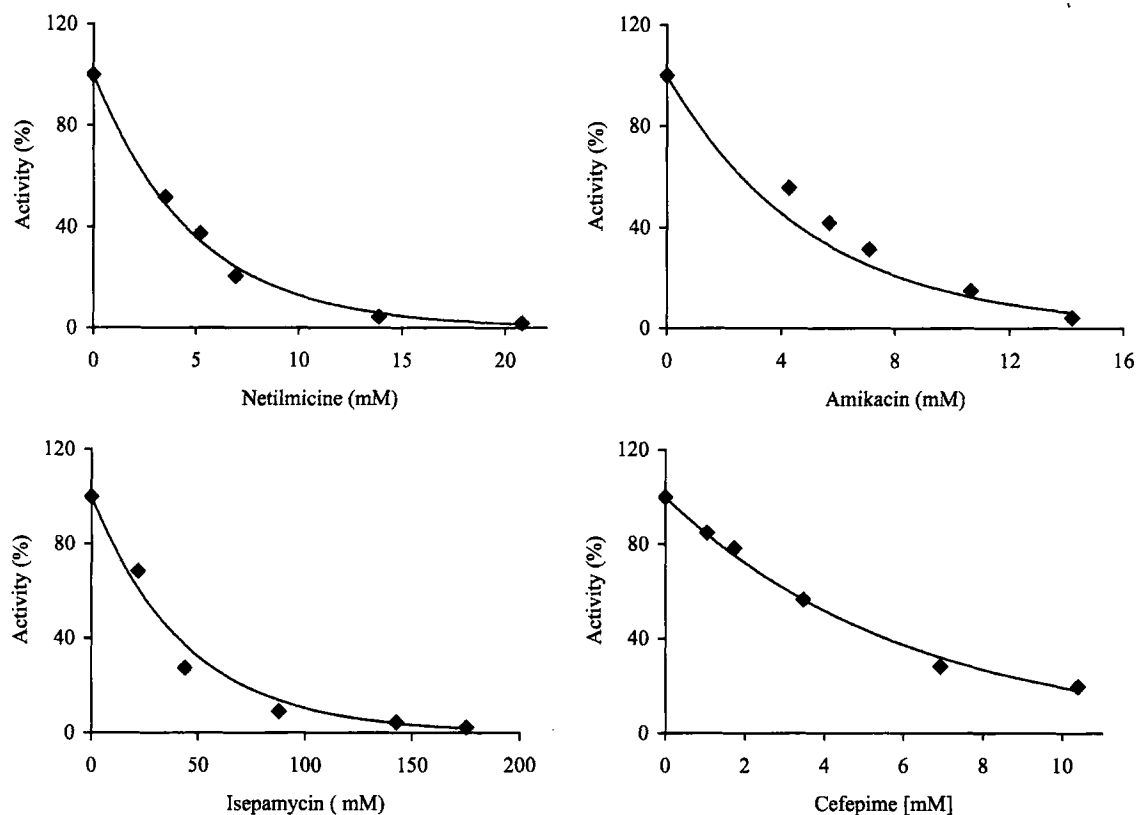 120
80
40
0
Activity (%)
0 5 10 15 20
Netilmicine (mM)
120
80
40
0
Activity (%)
0 4 8 12 16
Amikacin (mM)
120
80
40
0
Activity (%)
0 50 100 150 200
Isepamycin ( mM)
120
80
40
0
Activity (%)
0 2 4 6 8 10
Cefepime [mM]